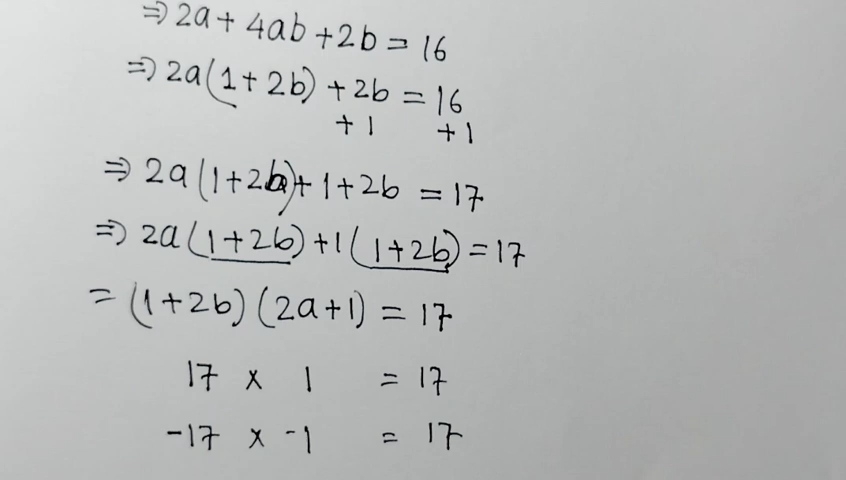 ⇒ 2a + 4ab + 2b = 16
⇒ 2a(1 + 2b) + 2b = 16
+1 +1
⇒ 2a(1+2b)+ 1+2b = 17
⇒ 2a(1+2b)+1(1+2b)=17
= (1+2b)(2a+1) = 17
17 × 1 = 17
-17 × -1 = 17